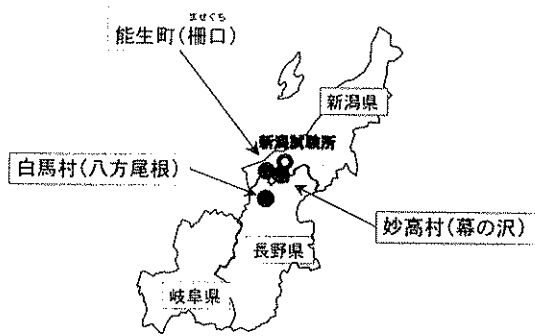 ませぐち
能生町(柵口)
新潟県
新潟試験所
白馬村(八方尾根)
妙高村(幕の沢)
長野県
岐阜県